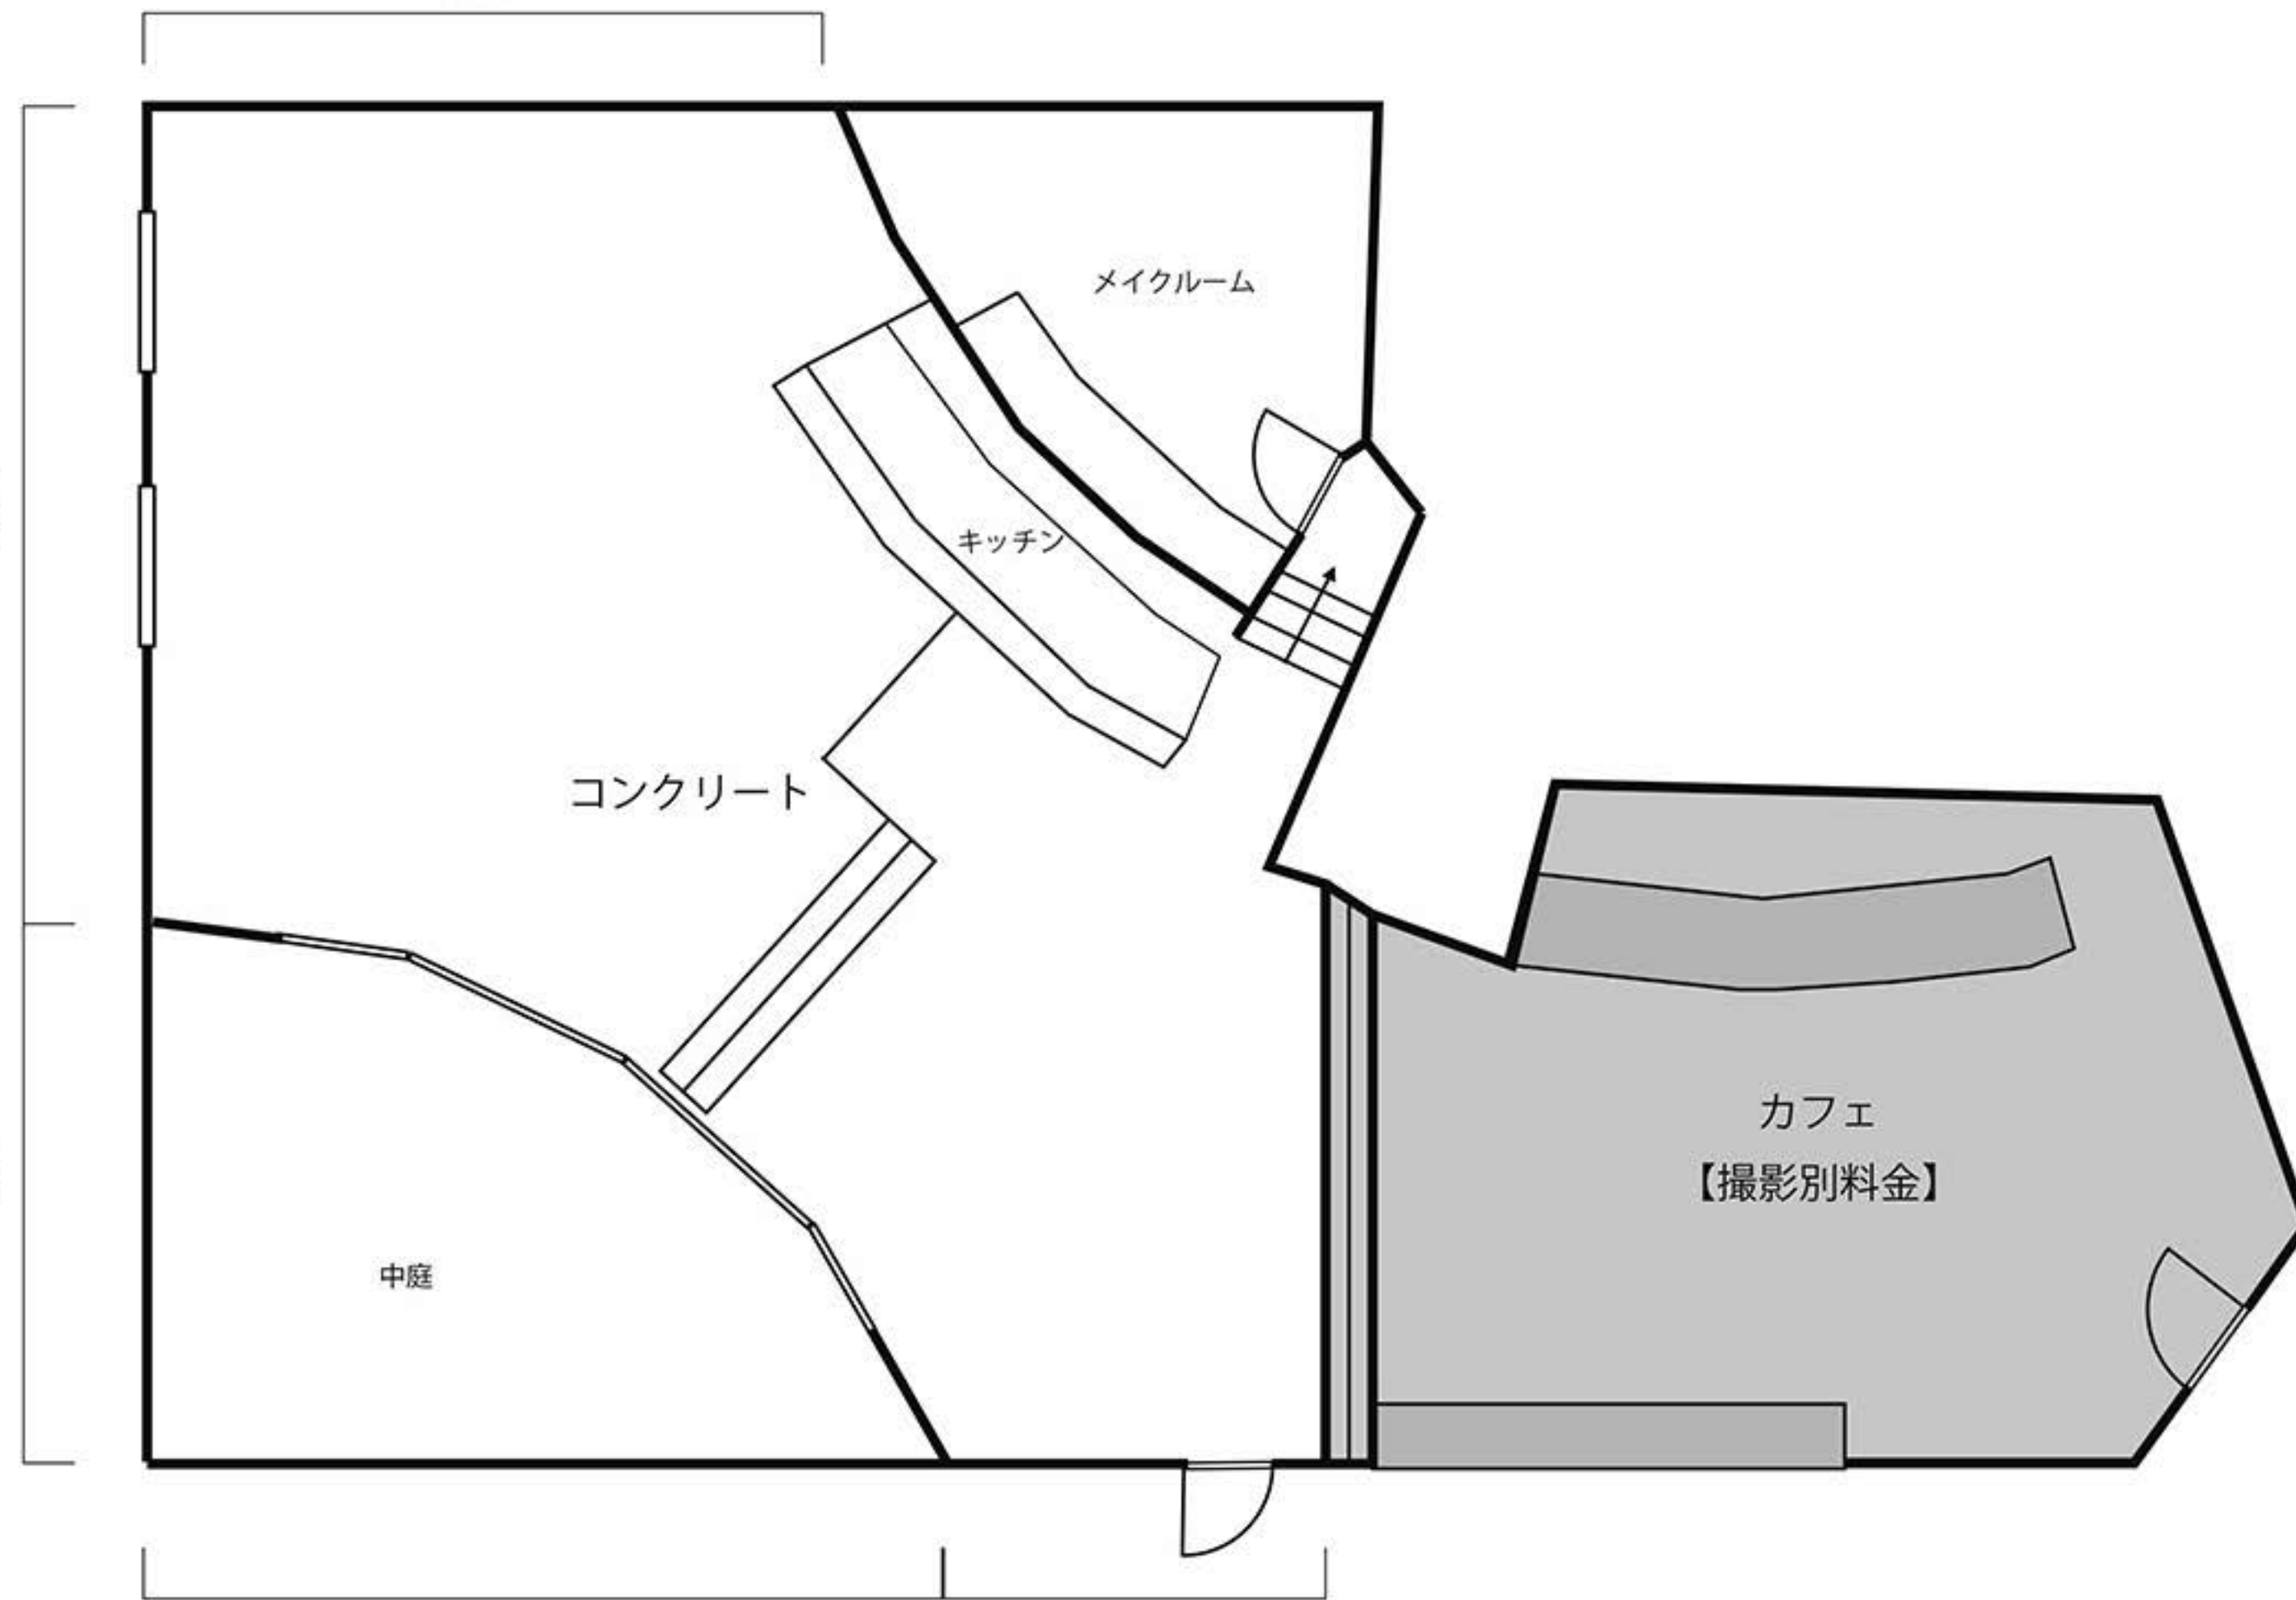 メイクルーム
キッチン
コンクリート
カフェ
【撮影別料金】
中庭